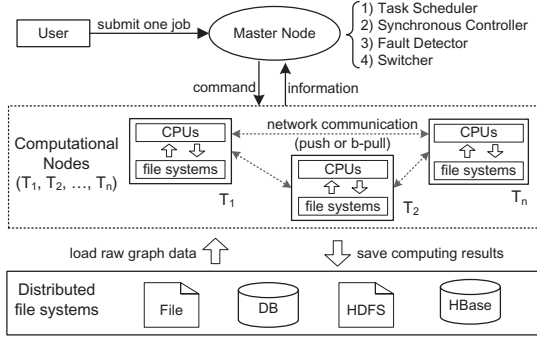 User
submit one job
Master Node
1) Task Scheduler
2) Synchronous Controller
3) Fault Detector
4) Switcher
command
information
Computational
Nodes
(T1, T2, …, Tn)
CPUs
file systems
T1
network communication
(push or b-pull)
CPUs
file systems
T2
CPUs
file systems
Tn
load raw graph data
save computing results
Distributed
file systems
File
DB
HDFS
HBase